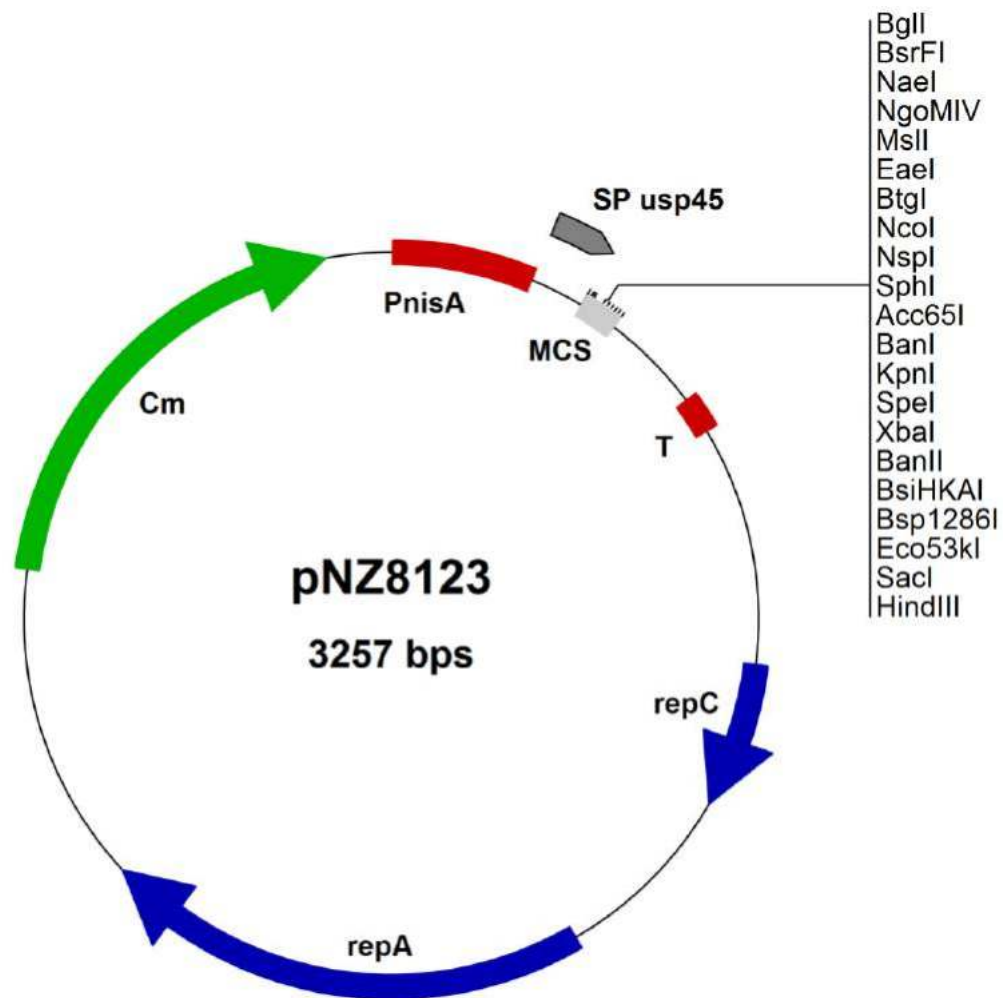 BglI
BsrFI
NaeI
NgoMIV
MslI
EaeI
BtgI
NcoI
NspI
SphI
Acc65I
BanI
KpnI
SpeI
XbaI
BanII
BsiHKAI
Bsp1286I
Eco53kI
SacI
HindIII
SP usp45
PnisA
MCS
Cm
T
pNZ8123
3257 bps
repC
repA